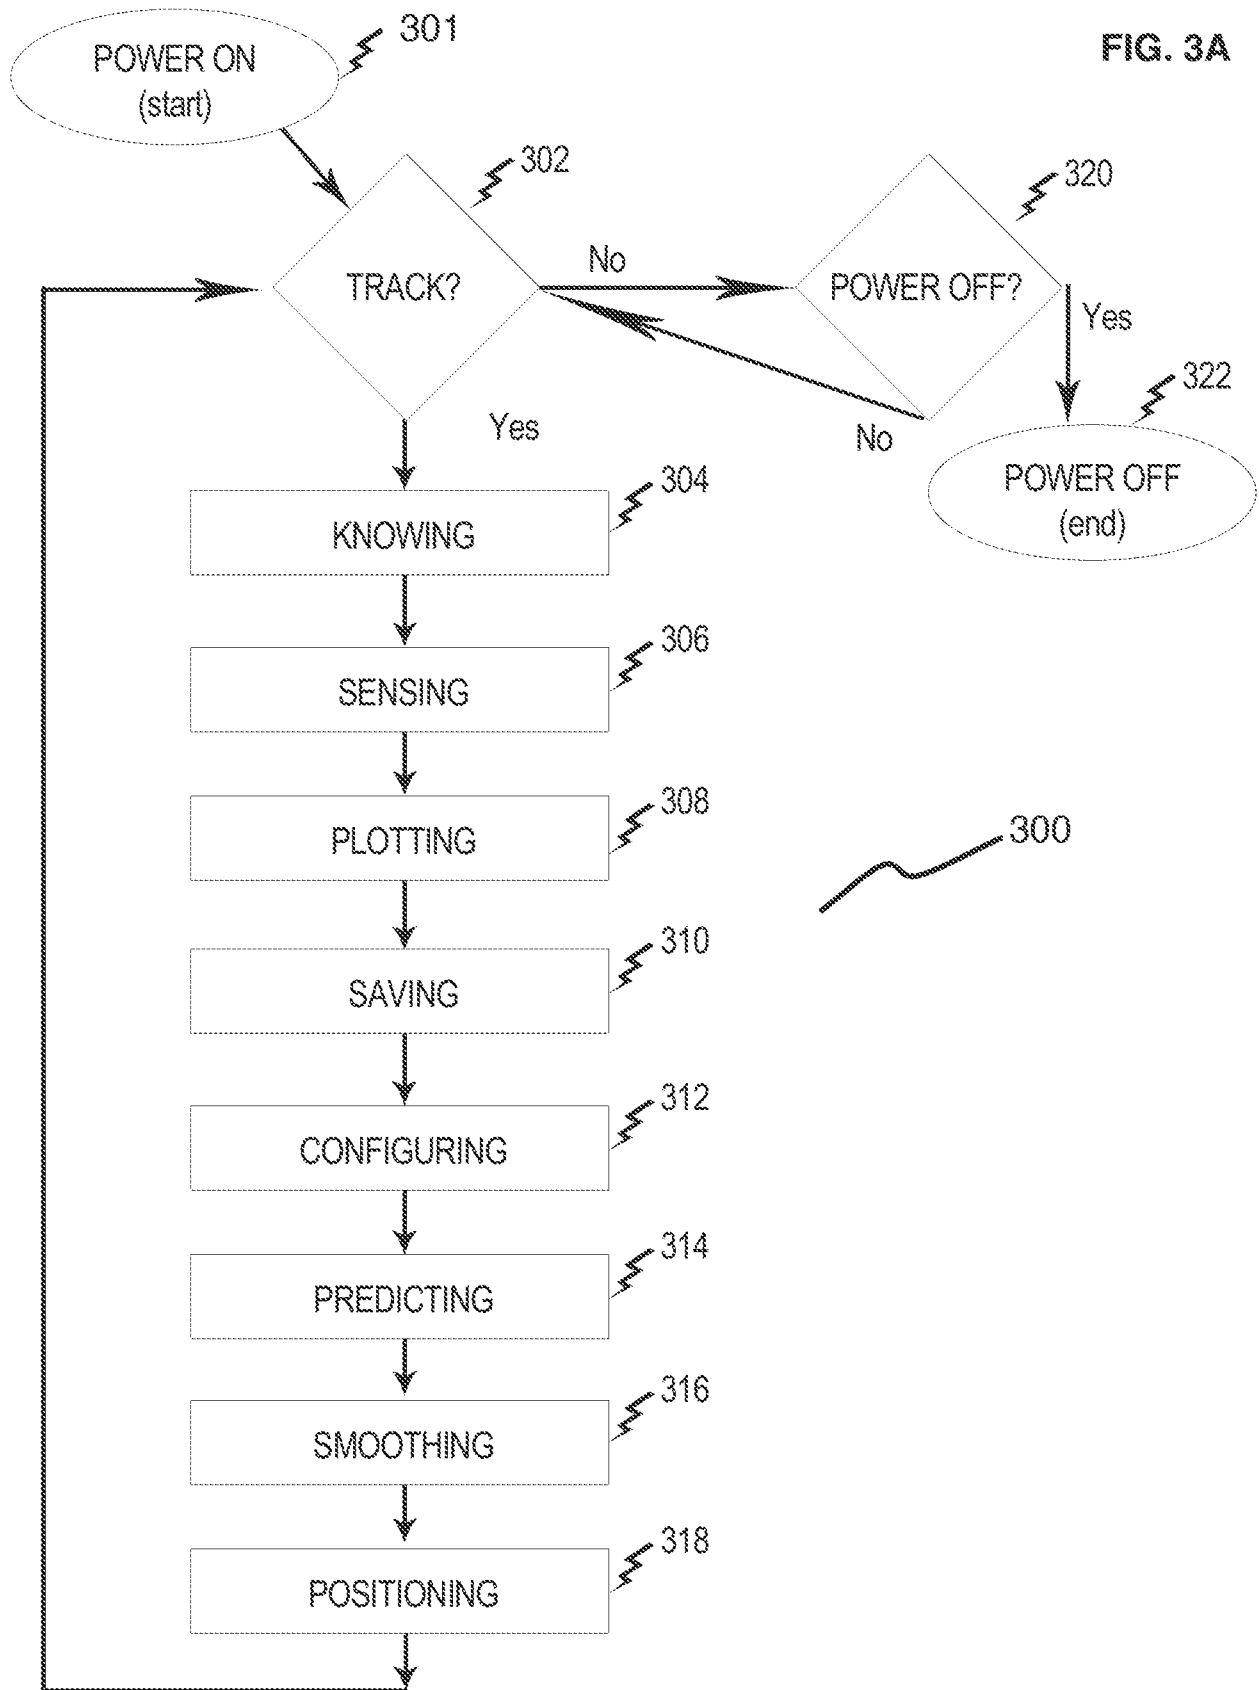 301
FIG. 3A
POWER ON
(start)
302
320
TRACK?
No
POWER OFF?
Yes
322
Yes
No
POWER OFF
(end)
304
KNOWING
306
SENSING
308
PLOTTING
300
310
SAVING
312
CONFIGURING
314
PREDICTING
316
SMOOTHING
318
POSITIONING